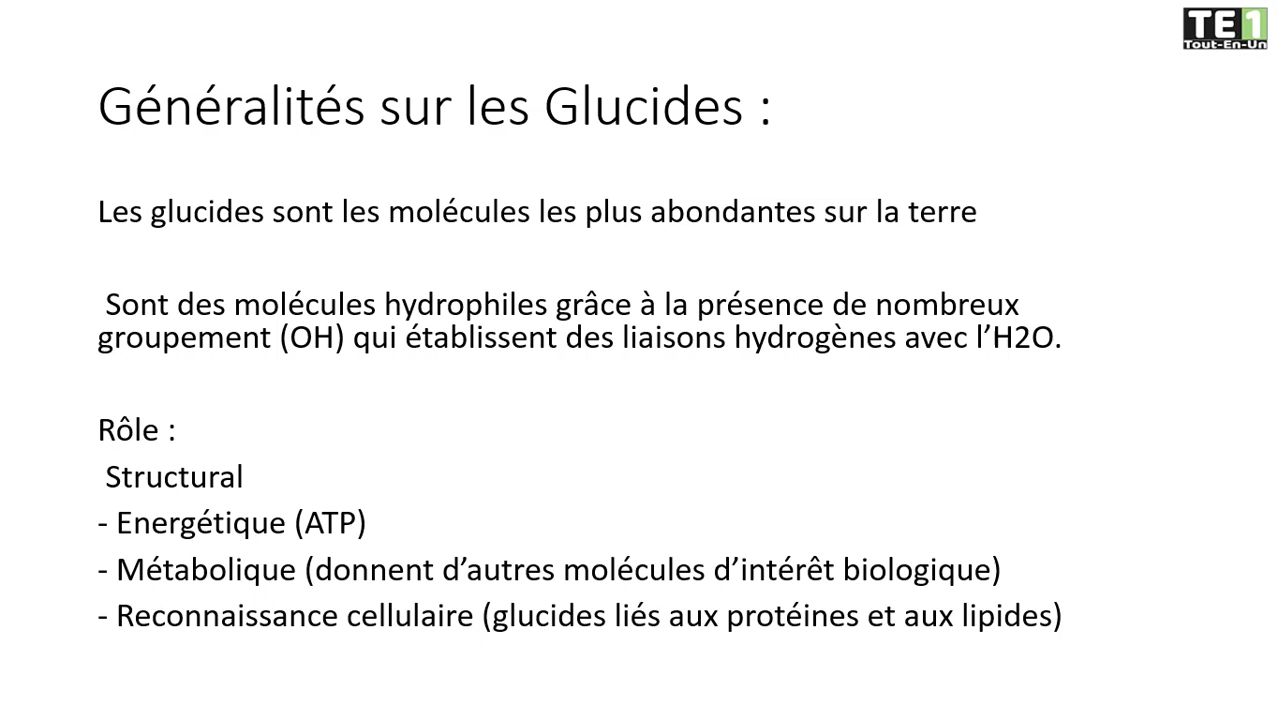 TE1
Tout-En-Un
Généralités sur les Glucides :
Les glucides sont les molécules les plus abondantes sur la terre
Sont des molécules hydrophiles grâce à la présence de nombreux
groupement (OH) qui établissent des liaisons hydrogènes avec l’H2O.
Rôle :
Structural
- Energétique (ATP)
- Métabolique (donnent d’autres molécules d’intérêt biologique)
- Reconnaissance cellulaire (glucides liés aux protéines et aux lipides)